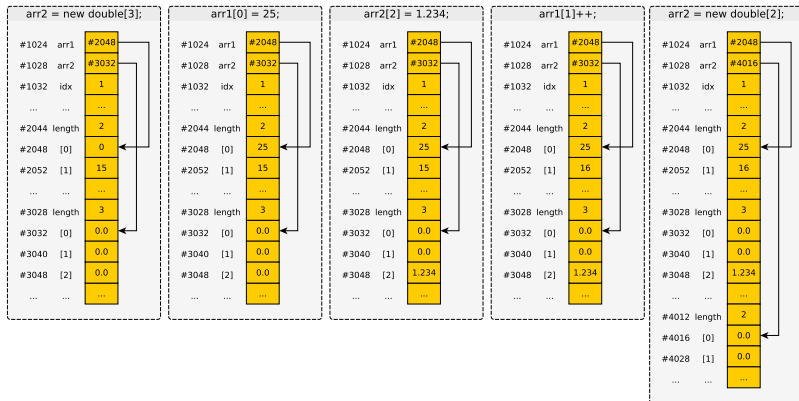 arr2 = new double[3];
#1024 arr1 #2048
#1028 arr2 #3032
#1032 idx 1
... ... ...
#2044 length 2
#2048 [0] 0
#2052 [1] 15
... ... ...
#3028 length 3
#3032 [0] 0.0
#3040 [1] 0.0
#3048 [2] 0.0
... ... ...
arr1[0] = 25;
#1024 arr1 #2048
#1028 arr2 #3032
#1032 idx 1
... ... ...
#2044 length 2
#2048 [0] 25
#2052 [1] 15
... ... ...
#3028 length 3
#3032 [0] 0.0
#3040 [1] 0.0
#3048 [2] 0.0
... ... ...
arr2[2] = 1.234;
#1024 arr1 #2048
#1028 arr2 #3032
#1032 idx 1
... ... ...
#2044 length 2
#2048 [0] 25
#2052 [1] 15
... ... ...
#3028 length 3
#3032 [0] 0.0
#3040 [1] 0.0
#3048 [2] 1.234
... ... ...
arr1[1]++;
#1024 arr1 #2048
#1028 arr2 #3032
#1032 idx 1
... ... ...
#2044 length 2
#2048 [0] 25
#2052 [1] 16
... ... ...
#3028 length 3
#3032 [0] 0.0
#3040 [1] 0.0
#3048 [2] 1.234
... ... ...
arr2 = new double[2];
#1024 arr1 #2048
#1028 arr2 #4016
#1032 idx 1
... ... ...
#2044 length 2
#2048 [0] 25
#2052 [1] 16
... ... ...
#3028 length 3
#3032 [0] 0.0
#3040 [1] 0.0
#3048 [2] 1.234
... ... ...
#4012 length 2
#4016 [0] 0.0
#4028 [1] 0.0
... ... ...